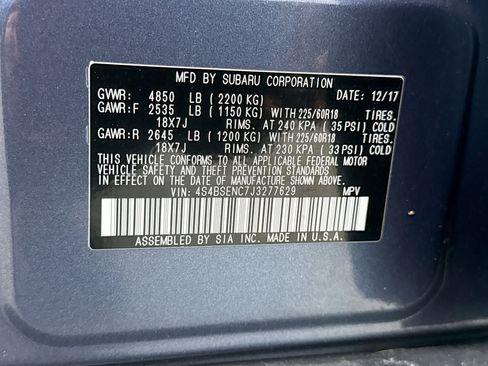 MFD BY SUBARU CORPORATION
GVWR: 4850 LB (2200 KG) DATE: 12/17
GAWR:F 2535 LB (1150 KG) WITH 225/60R18 TIRES.
18X7J RIMS. AT 240 KPA (35 PSI) COLD
GAWR:R 2645 LB (1200 KG) WITH 225/60R18 TIRES.
18X7J RIMS. AT 230 KPA (33 PSI) COLD
THIS VEHICLE CONFORMS TO ALL APPLICABLE FEDERAL MOTOR
VEHICLE SAFETY AND THEFT PREVENTION STANDARDS IN
EFFECT ON THE DATE OF MANUFACTURE SHOWN ABOVE.
VIN: 4S4BSENC7J3277629 MPV
ASSEMBLED BY SIA INC. MADE IN U.S.A.